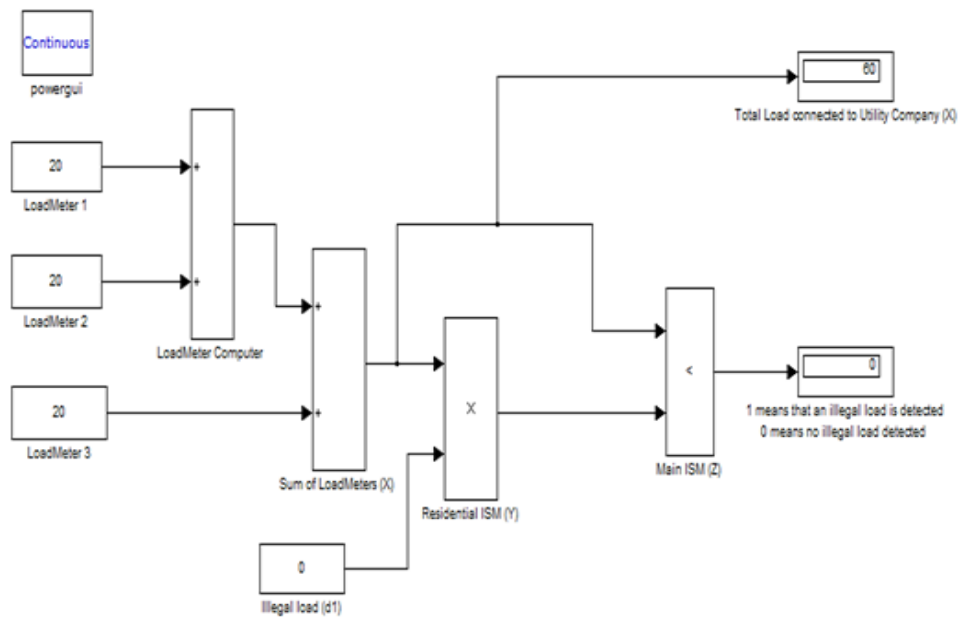 Continuous
powergui
60
Total Load connected to Utility Company (X)
20
LoadMeter 1
+
20
LoadMeter 2
+
LoadMeter Computer
+
20
LoadMeter 3
+
Sum of LoadMeters (X)
X
Residential ISM (Y)
<
Main ISM (Z)
0
1 means that an illegal load is detected
0 means no illegal load detected
0
Illegal load (d1)